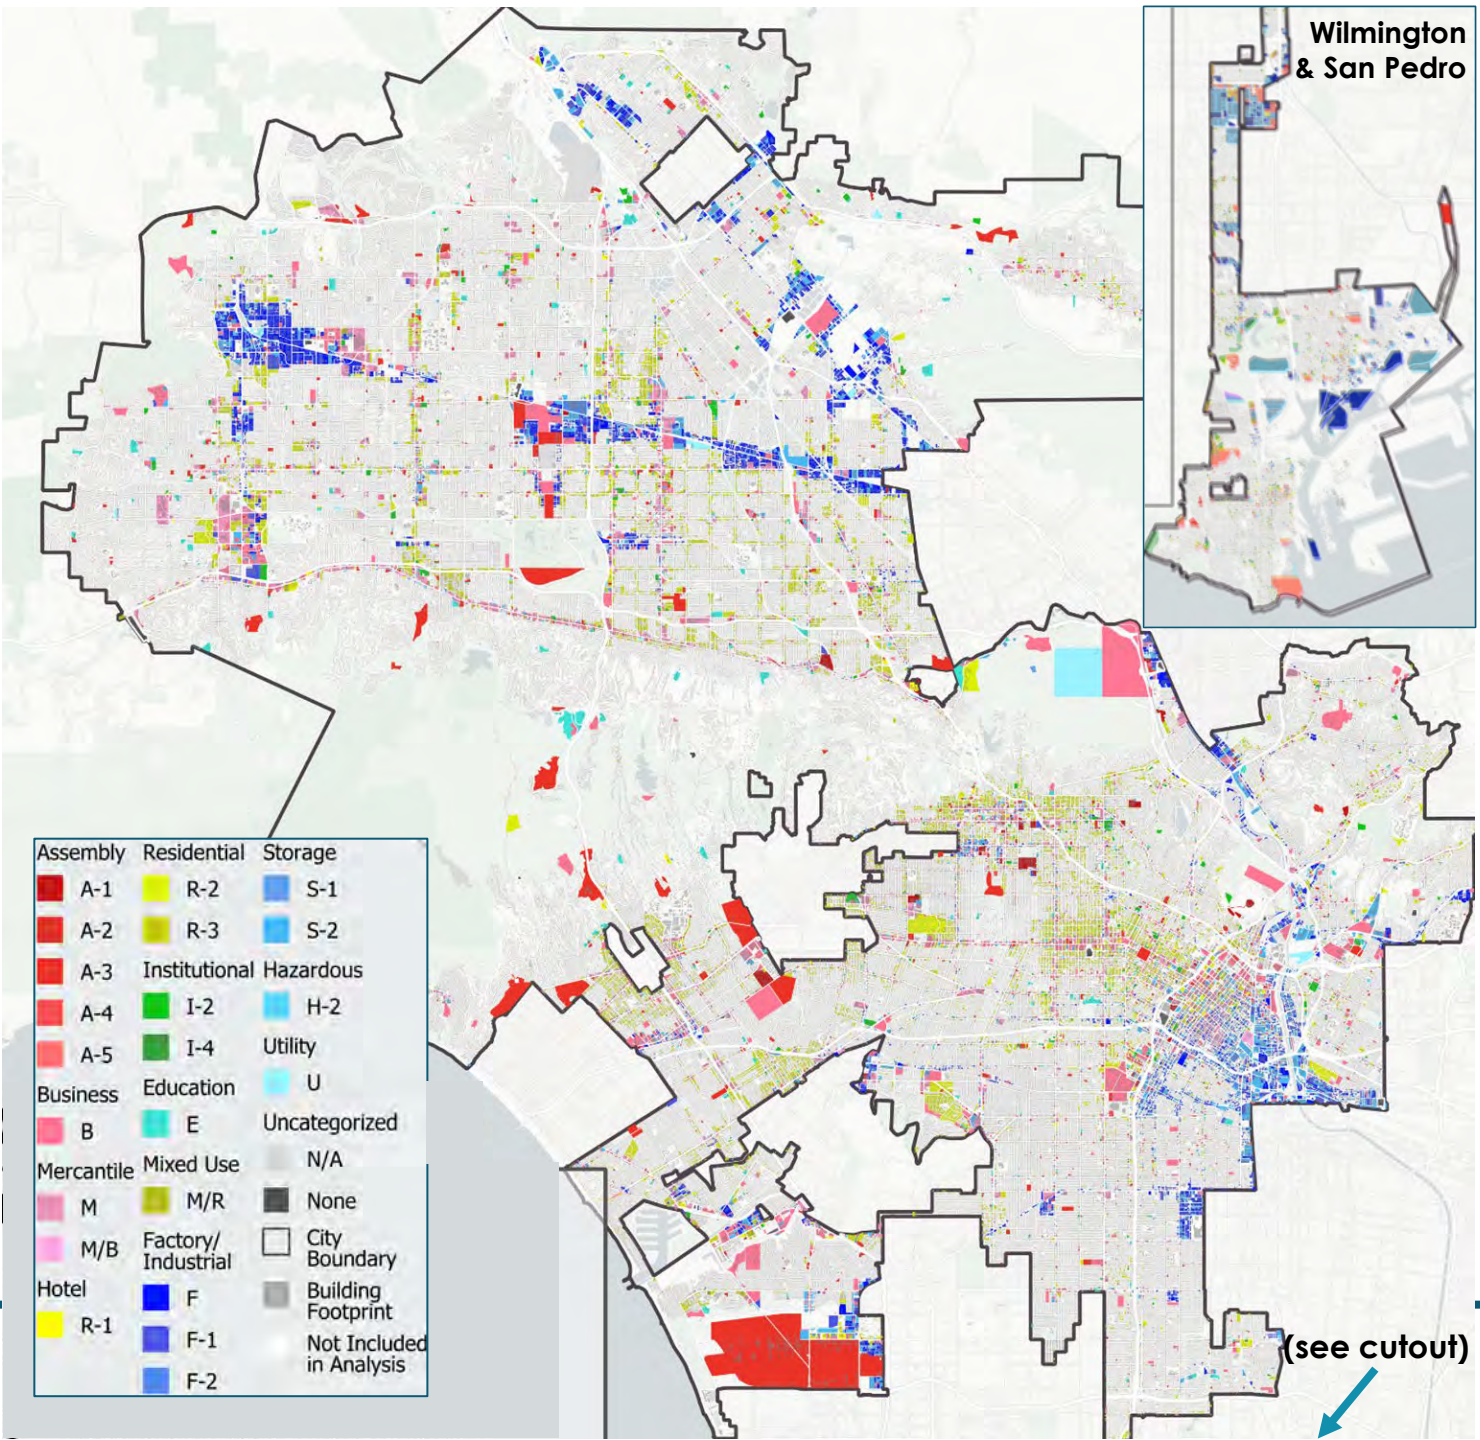 Wilmington
& San Pedro
Assembly
A-1
A-2
A-3
A-4
A-5
Business
B
Mercantile
M
M/B
Hotel
R-1
Residential
R-2
R-3
Institutional
I-2
I-4
Education
E
Mixed Use
M/R
Factory/
Industrial
F
F-1
F-2
Storage
S-1
S-2
Hazardous
H-2
Utility
U
Uncategorized
N/A
None
City
Boundary
Building
Footprint
Not Included
in Analysis
(see cutout)